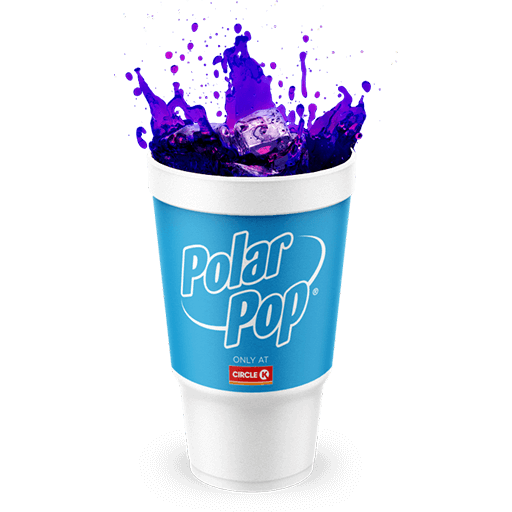 Polar
Pop®
ONLY AT
CIRCLE K